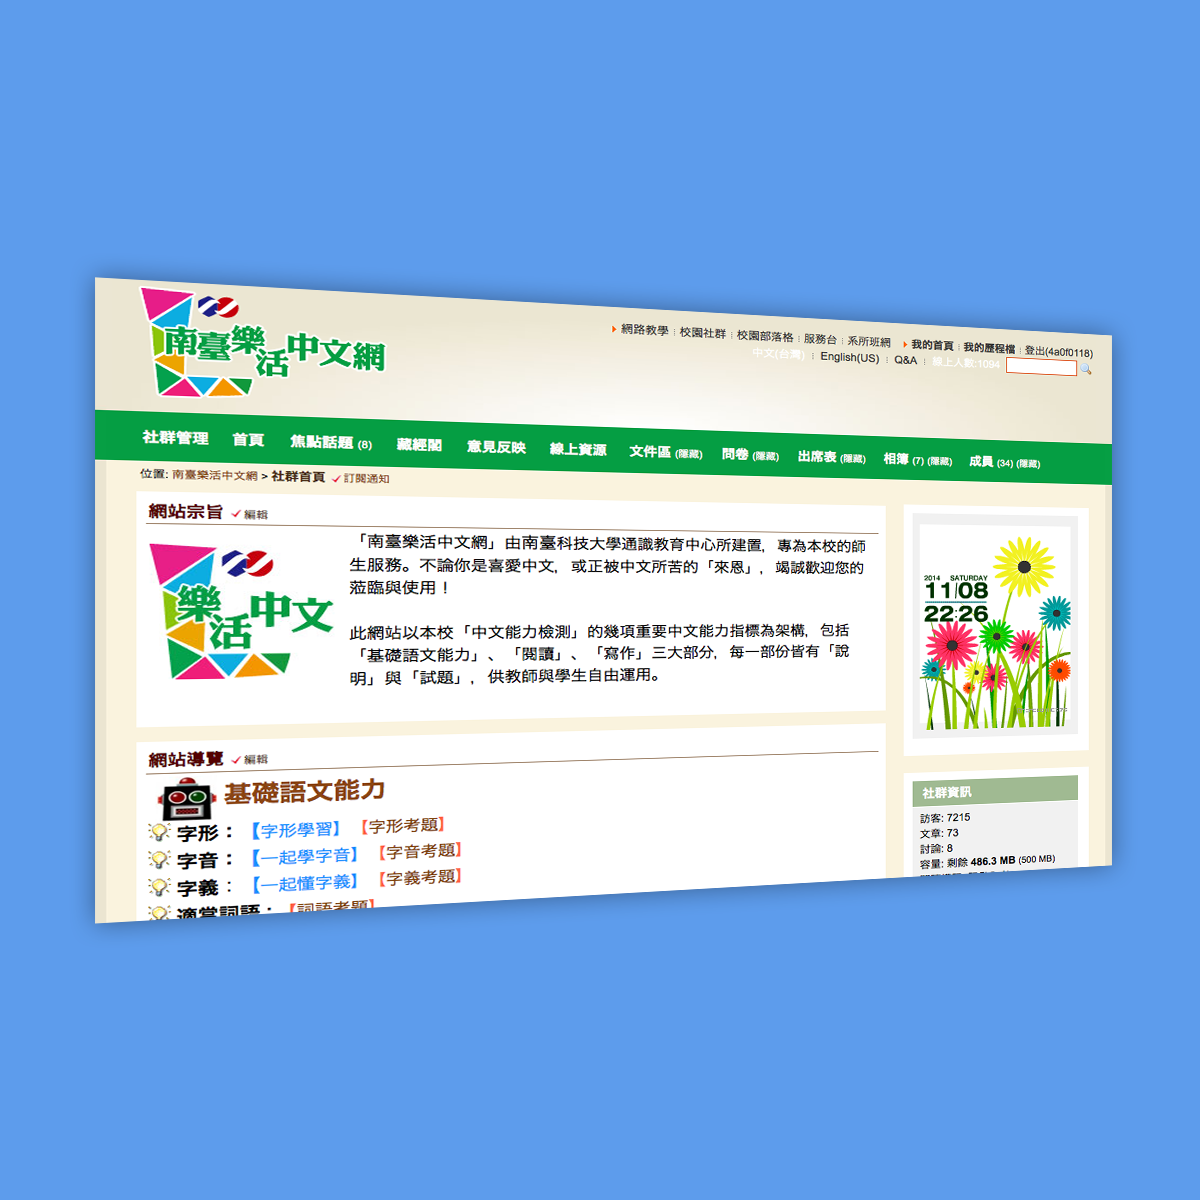 南臺樂活中文網
網路教學 校園社群 校園部落格 服務台 系所班網 我的首頁 我的歷程檔 登出(4a0f0118)
中文(台灣) English(US) Q&A 線上人數:1094
社群管理 首頁 焦點話題 (8) 藏經閣 意見反映 線上資源 文件區 (隱藏) 問卷 (隱藏) 出席表 (隱藏) 相簿 (7) (隱藏) 成員 (34) (隱藏)
位置: 南臺樂活中文網 > 社群首頁 訂閱通知
網站宗旨 編輯
樂活中文
「南臺樂活中文網」由南臺科技大學通識教育中心所建置，專為本校的師
生服務。不論你是喜愛中文，或正被中文所苦的「來恩」，竭誠歡迎您的
蒞臨與使用！
此網站以本校「中文能力檢測」的幾項重要中文能力指標為架構，包括
「基礎語文能力」、「閱讀」、「寫作」三大部分，每一部份皆有「說
明」與「試題」，供教師與學生自由運用。
網站導覽 編輯
基礎語文能力
字形：【字形學習】【字形考題】
字音：【一起學字音】【字音考題】
字義：【一起懂字義】【字義考題】
適當詞語：【詞語考題】
2014 SATURDAY
11/08
22:26
社群資訊
訪客: 7215
文章: 73
討論: 8
容量: 剩餘 486.3 MB (500 MB)